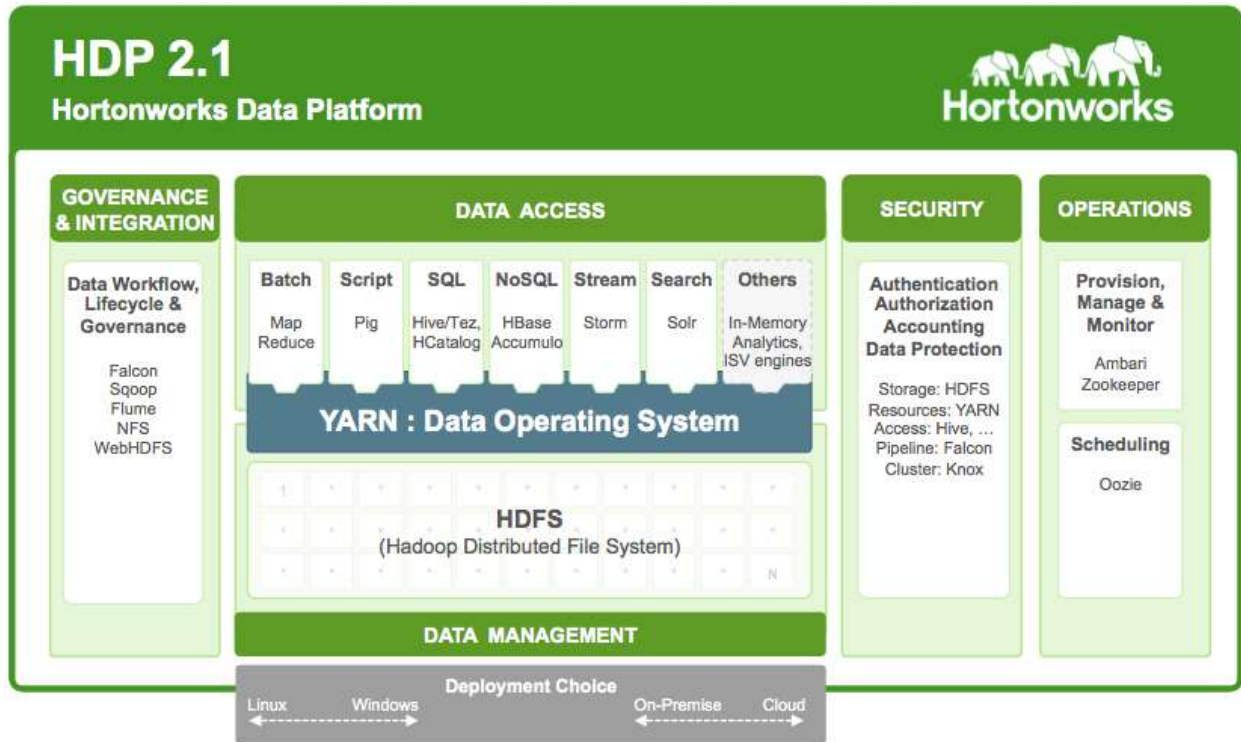 HDP 2.1
Hortonworks Data Platform
Hortonworks
GOVERNANCE
& INTEGRATION
Data Workflow,
Lifecycle &
Governance
Falcon
Sqoop
Flume
NFS
WebHDFS
DATA ACCESS
Batch
Map
Reduce
Script
Pig
SQL
Hive/Tez,
HCatalog
NoSQL
HBase
Accumulo
Stream
Storm
Search
Solr
Others
In-Memory
Analytics,
ISV engines
YARN : Data Operating System
1
HDFS
(Hadoop Distributed File System)
N
DATA MANAGEMENT
SECURITY
Authentication
Authorization
Accounting
Data Protection
Storage: HDFS
Resources: YARN
Access: Hive, ...
Pipeline: Falcon
Cluster: Knox
OPERATIONS
Provision,
Manage &
Monitor
Ambari
Zookeeper
Scheduling
Oozie
Deployment Choice
Linux Windows On-Premise Cloud